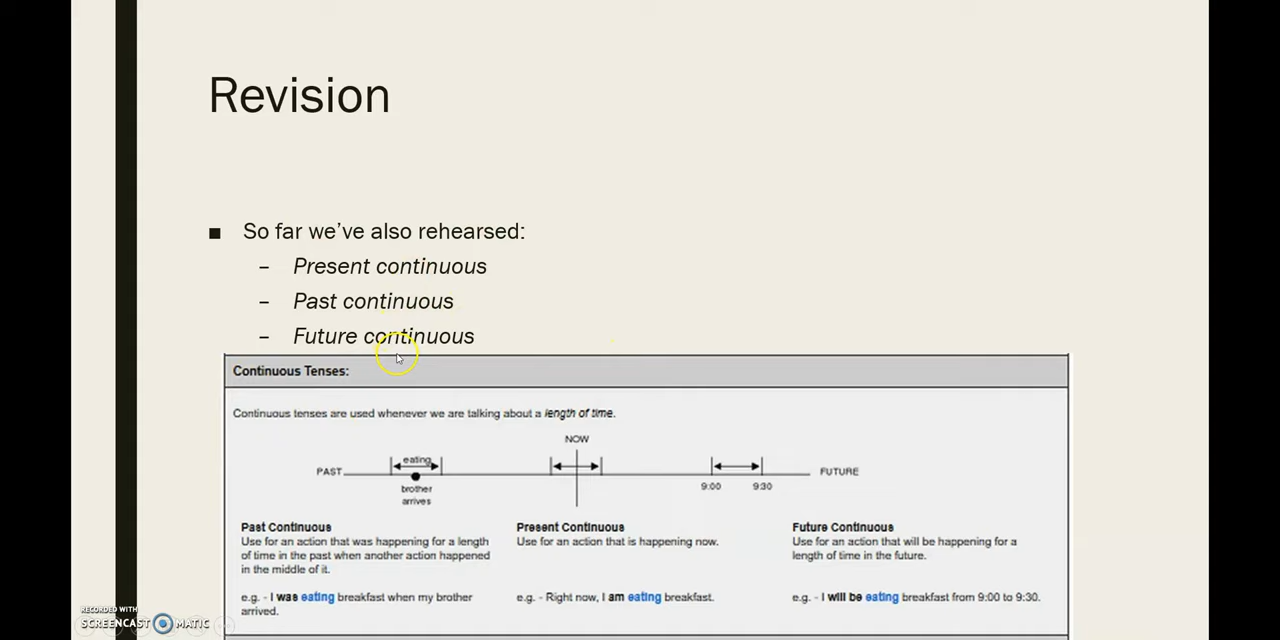 Revision
■ So far we've also rehearsed:
– Present continuous
– Past continuous
– Future continuous
Continuous Tenses:
Continuous tenses are used whenever we are talking about a length of time.
NOW
eating
PAST
FUTURE
brother
arrives
9:00
9:30
Past Continuous
Use for an action that was happening for a length
of time in the past when another action happened
in the middle of it.
e.g. - I was eating breakfast when my brother
arrived.
Present Continuous
Use for an action that is happening now.
e.g. - Right now, I am eating breakfast.
Future Continuous
Use for an action that will be happening for a
length of time in the future.
e.g. - I will be eating breakfast from 9:00 to 9:30.
RECORDED WITH
SCREENCAST MATIC